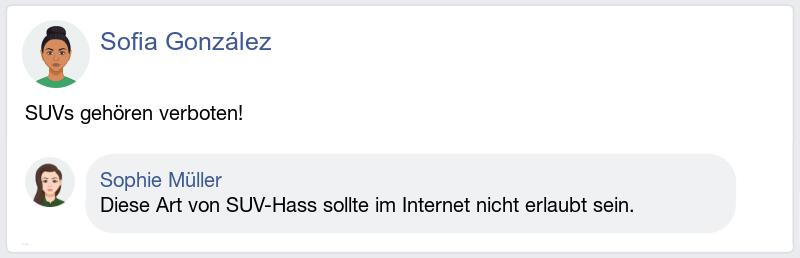 Sofia González
SUVs gehören verboten!
Sophie Müller
Diese Art von SUV-Hass sollte im Internet nicht erlaubt sein.